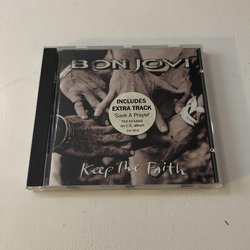 BON JOVI
INCLUDES
EXTRA TRACK
'Save A Prayer'
Not included
on U.S. album
Keep The Faith